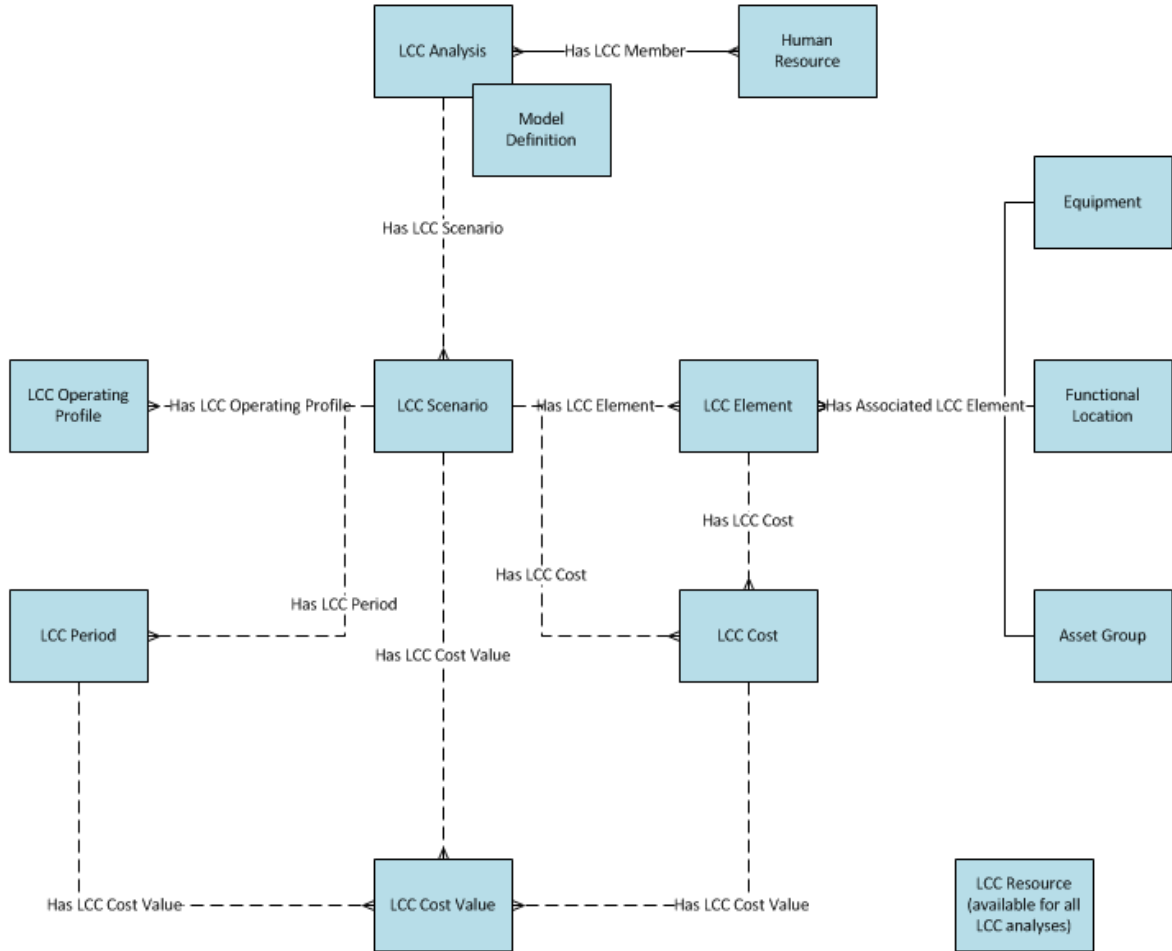 LCC Analysis
Has LCC Member
Human
Resource
Model
Definition
Equipment
Has LCC Scenario
LCC Operating
Profile
Has LCC Operating Profile
LCC Scenario
Has LCC Element
LCC Element
Has Associated LCC Element
Functional
Location
Has LCC Cost
Has LCC Cost
Has LCC Period
LCC Period
Has LCC Cost Value
LCC Cost
Asset Group
Has LCC Cost Value
LCC Cost Value
Has LCC Cost Value
LCC Resource
(available for all
LCC analyses)